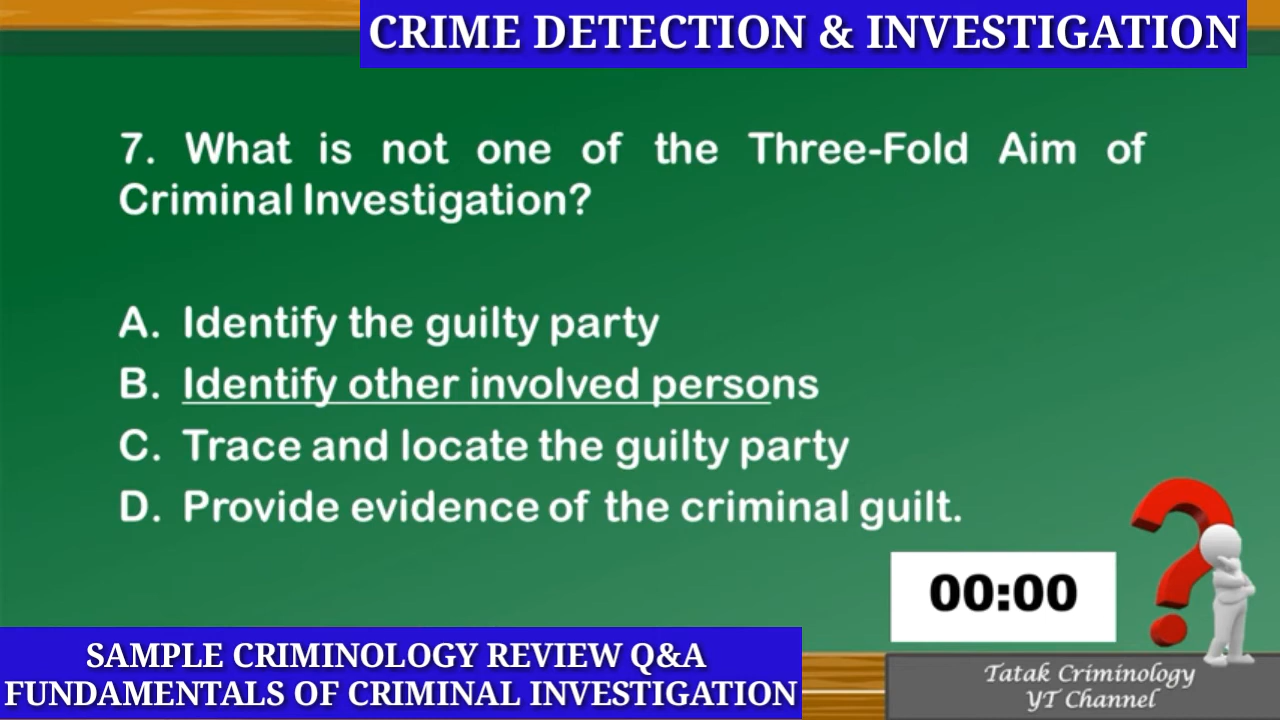 CRIME DETECTION & INVESTIGATION
7. What is not one of the Three-Fold Aim of
Criminal Investigation?
A. Identify the guilty party
B. Identify other involved persons
C. Trace and locate the guilty party
D. Provide evidence of the criminal guilt.
00:00
SAMPLE CRIMINOLOGY REVIEW Q&A
FUNDAMENTALS OF CRIMINAL INVESTIGATION
Tatak Criminology
YT Channel